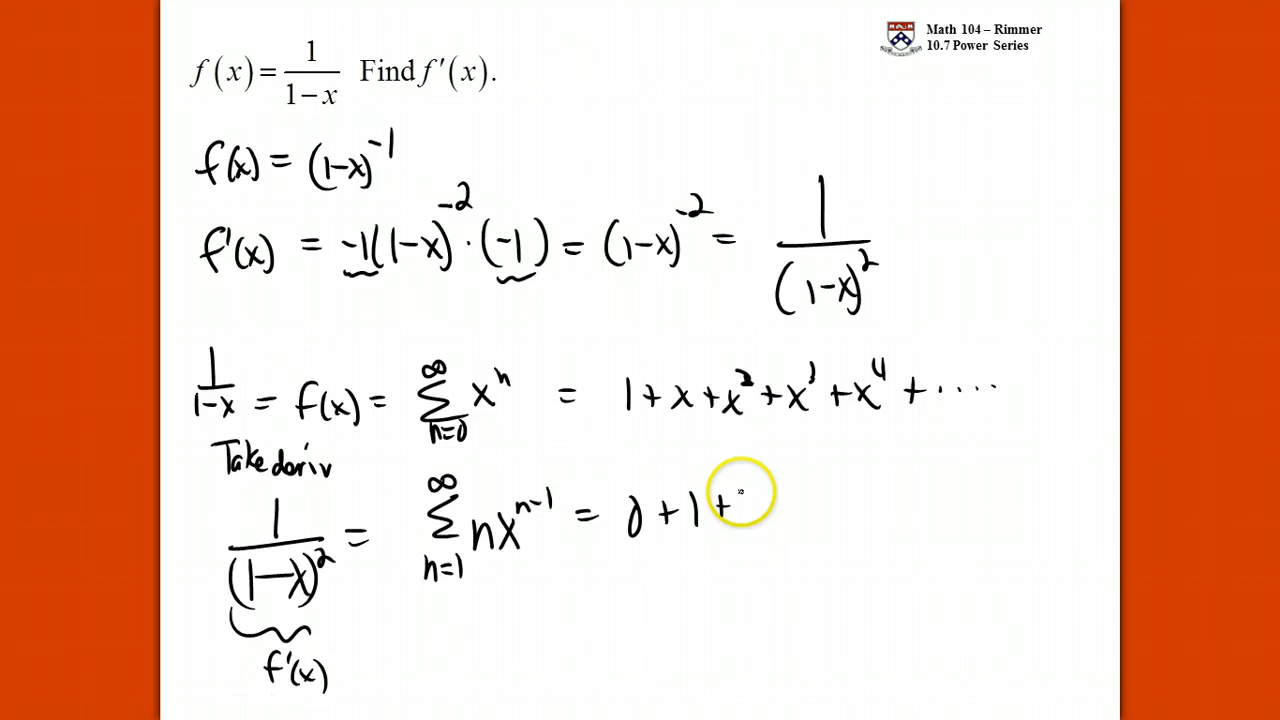 Math 104 – Rimmer
10.7 Power Series
f(x) = 1/(1−x) Find f′(x).
f(x) = (1−x)^-1
f'(x) = -1(1−x)^-2 · (−1) = (1−x)^-2 = 1/(1−x)^2
1/(1−x) = f(x) = ∑_{n=0}^∞ x^n = 1 + x + x^2 + x^3 + x^4 + ....
Take deriv
1/(1−x)^2 = ∑_{n=1}^∞ nx^{n-1} = 0 + 1 +
f'(x)